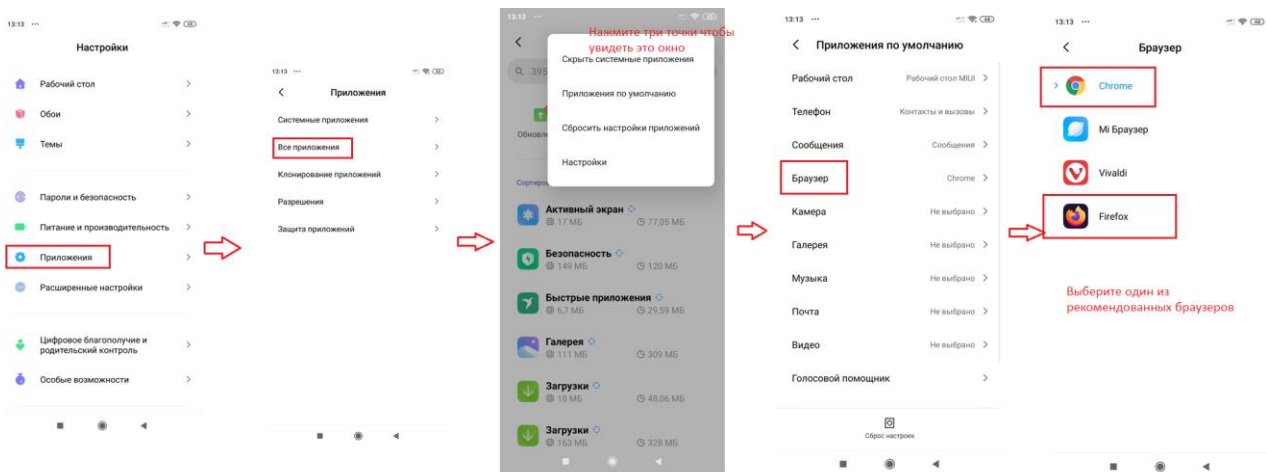 13:13 ...
48
Настройки
Рабочий стол
Обои
Темы
Пароли и безопасность
Питание и производительность
Приложения
Расширенные настройки
Цифровое благополучие и
родительский контроль
Особые возможности
13:13 ...
Приложения
Системные приложения
Все приложения
Клонирование приложений
Разрешения
Защита приложений
13:13 ...
48
Нажмите три точки чтобы
увидеть это окно
395
Скрыть системные приложения
Приложения по умолчанию
Сбросить настройки приложений
Настройки
Обновл
Сортиро
Активный экран
17 МБ 77,05 МБ
Безопасность
149 МБ 120 МБ
Быстрые приложения
6,7 МБ 29,59 МБ
Галерея
111 МБ 309 МБ
Загрузки
18 МБ 48,06 МБ
Загрузки
163 МБ 328 МБ
13:13 ...
48
Приложения по умолчанию
Рабочий стол Рабочий стол MIUI
Телефон Контакты и вызовы
Сообщения Сообщения
Браузер Chrome
Камера Не выбрано
Галерея Не выбрано
Музыка Не выбрано
Почта Не выбрано
Видео Не выбрано
Голосовой помощник
Сброс настроек
13:13 ...
48
Браузер
Chrome
Mi Браузер
Vivaldi
Firefox
Выберите один из
рекомендованных браузеров